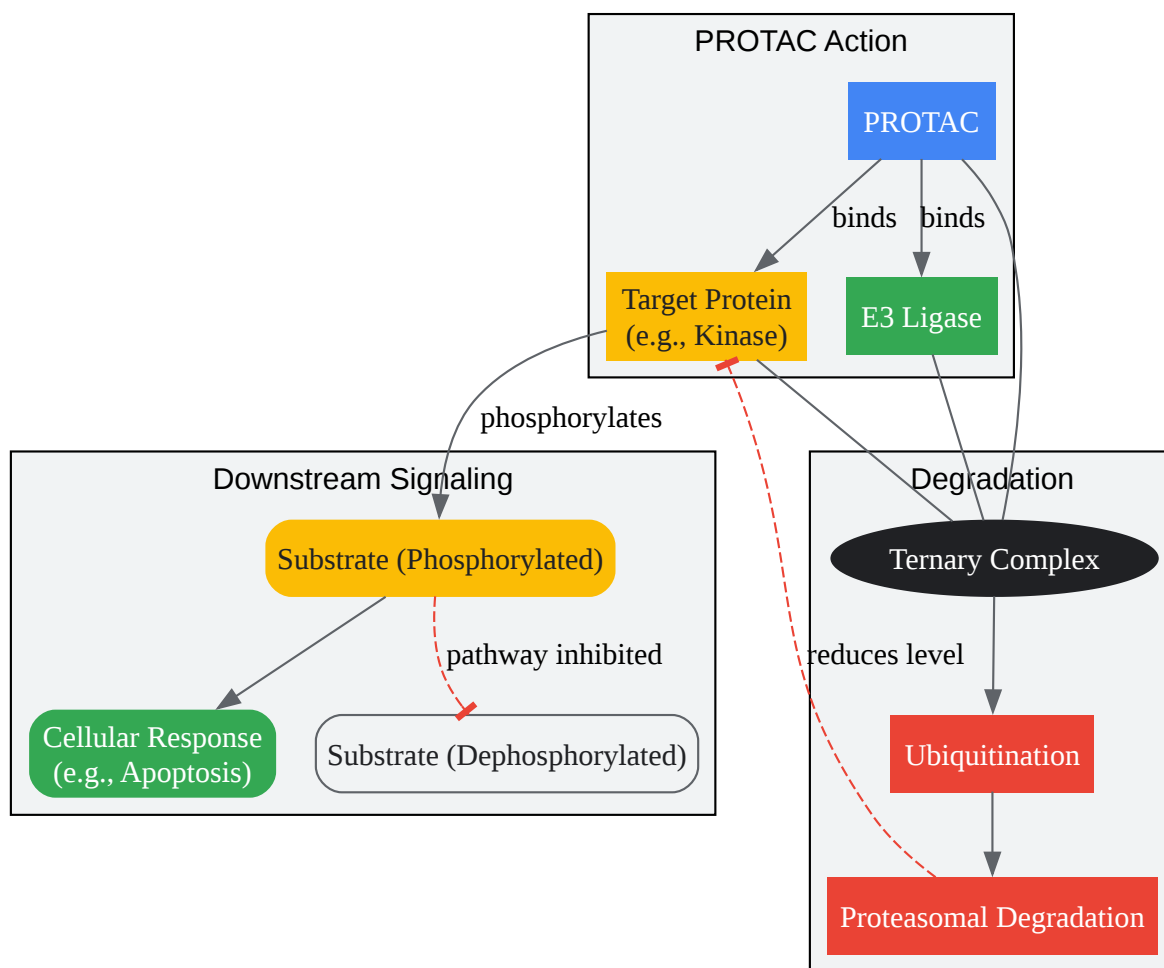 PROTAC Action
PROTAC
binds
binds
Target Protein
(e.g., Kinase)
E3 Ligase
phosphorylates
Downstream Signaling
Degradation
Substrate (Phosphorylated)
Ternary Complex
pathway inhibited
reduces level
Cellular Response
(e.g., Apoptosis)
Substrate (Dephosphorylated)
Ubiquitination
Proteasomal Degradation